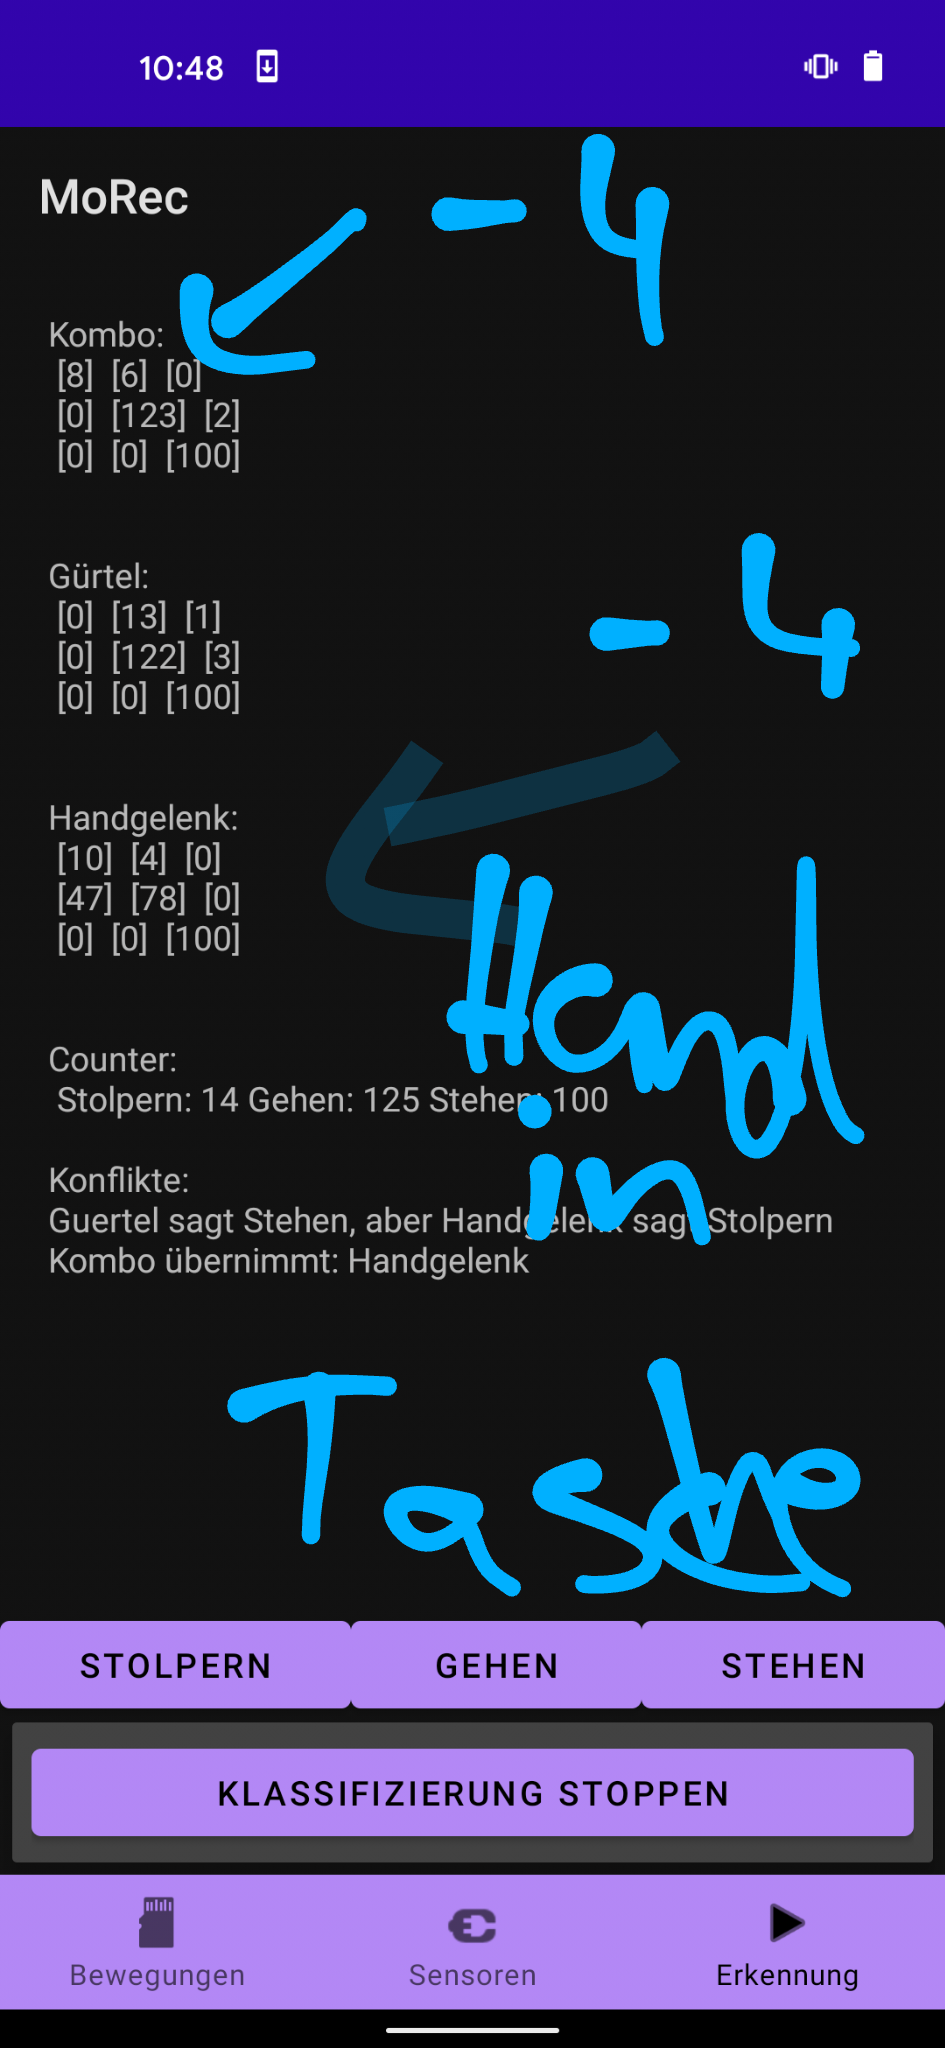 10:48
MoRec
- 4
Kombo:
[8] [6] [0]
[0] [123] [2]
[0] [0] [100]
Gürtel:
[0] [13] [1]
- 4
[0] [122] [3]
[0] [0] [100]
Handgelenk:
[10] [4] [0]
[47] [78] [0]
[0] [0] [100]
Hand
in
Tasche
Counter:
Stolpern: 14 Gehen: 125 Stehen: 100
Konflikte:
Guertel sagt Stehen, aber Handgelenk sagt Stolpern
Kombo übernimmt: Handgelenk
STOLPERN GEHEN STEHEN
KLASSIFIZIERUNG STOPPEN
Bewegungen Sensoren Erkennung